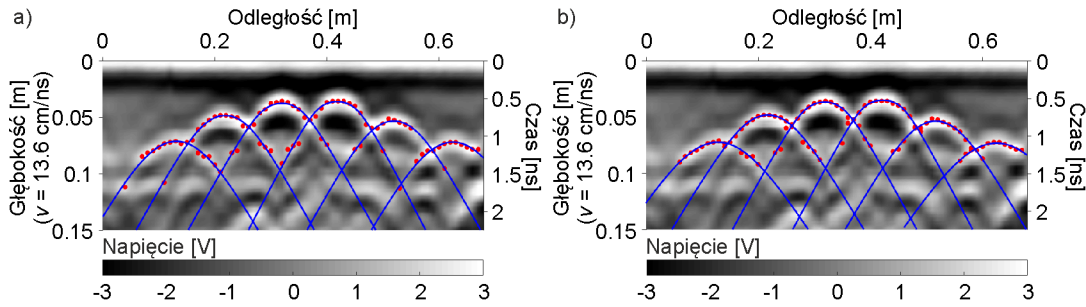 a)
Odległość [m]
0 0.2 0.4 0.6
Głębokość [m]
(v = 13.6 cm/ns)
0
0.05
0.1
0.15
0
0.5
1
1.5
2
Czas [ns]
Napięcie [V]
-3 -2 -1 0 1 2 3
b)
Odległość [m]
0 0.2 0.4 0.6
Głębokość [m]
(v = 13.6 cm/ns)
0
0.05
0.1
0.15
0
0.5
1
1.5
2
Czas [ns]
Napięcie [V]
-3 -2 -1 0 1 2 3